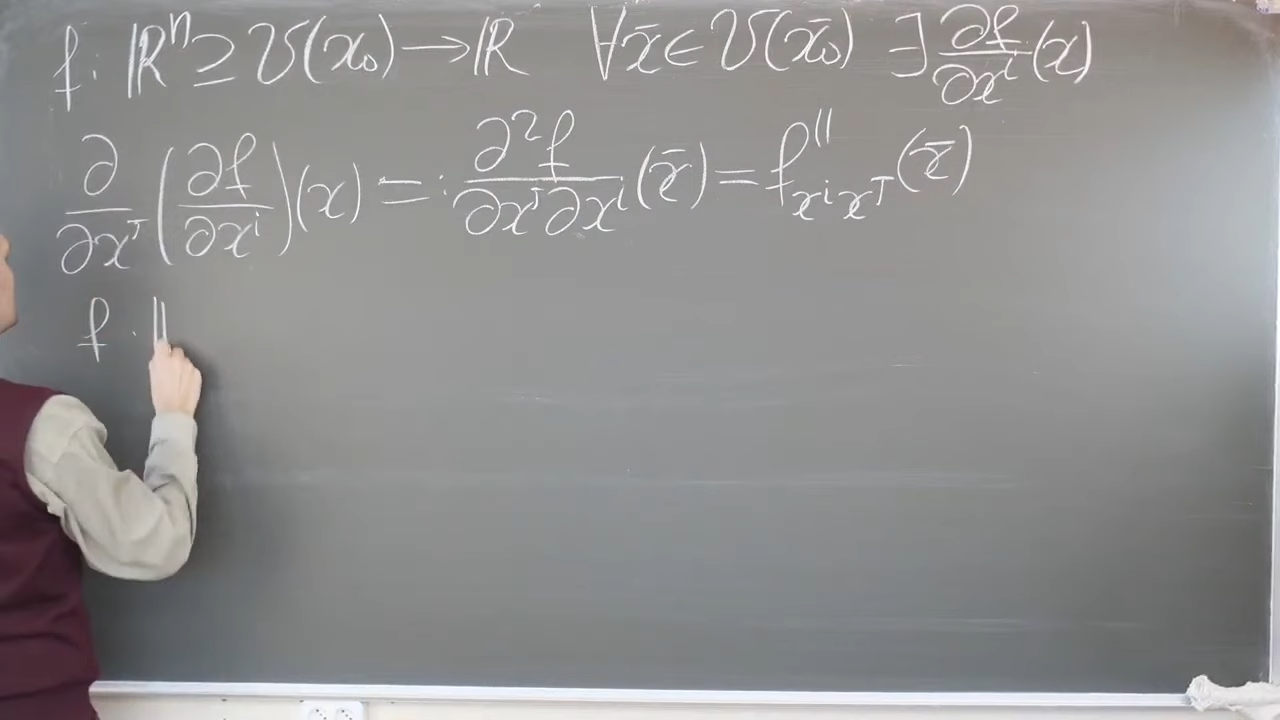 f: ℝⁿ ⊇ U(x₀) → ℝ ∀x̄ ∈ U(x̄₀) ∃ ∂f/∂xⁱ (x)
∂/∂xʲ (∂f/∂xⁱ)(x) =: ∂²f/∂xʲ∂xⁱ (x̄) = f''_{xⁱxʲ}(x̄)
f :